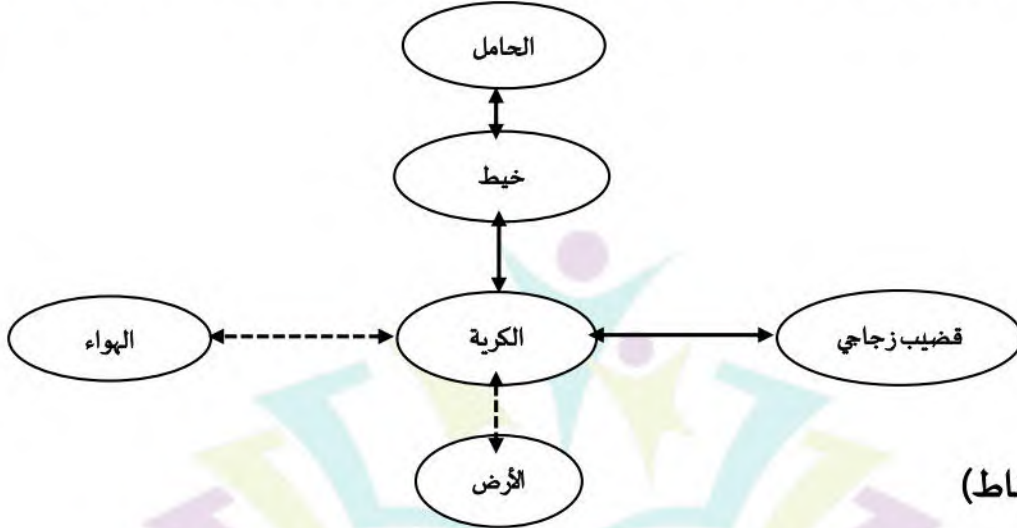 الحامل
خيط
الهواء
الكرية
قضيب زجاجي
الأرض